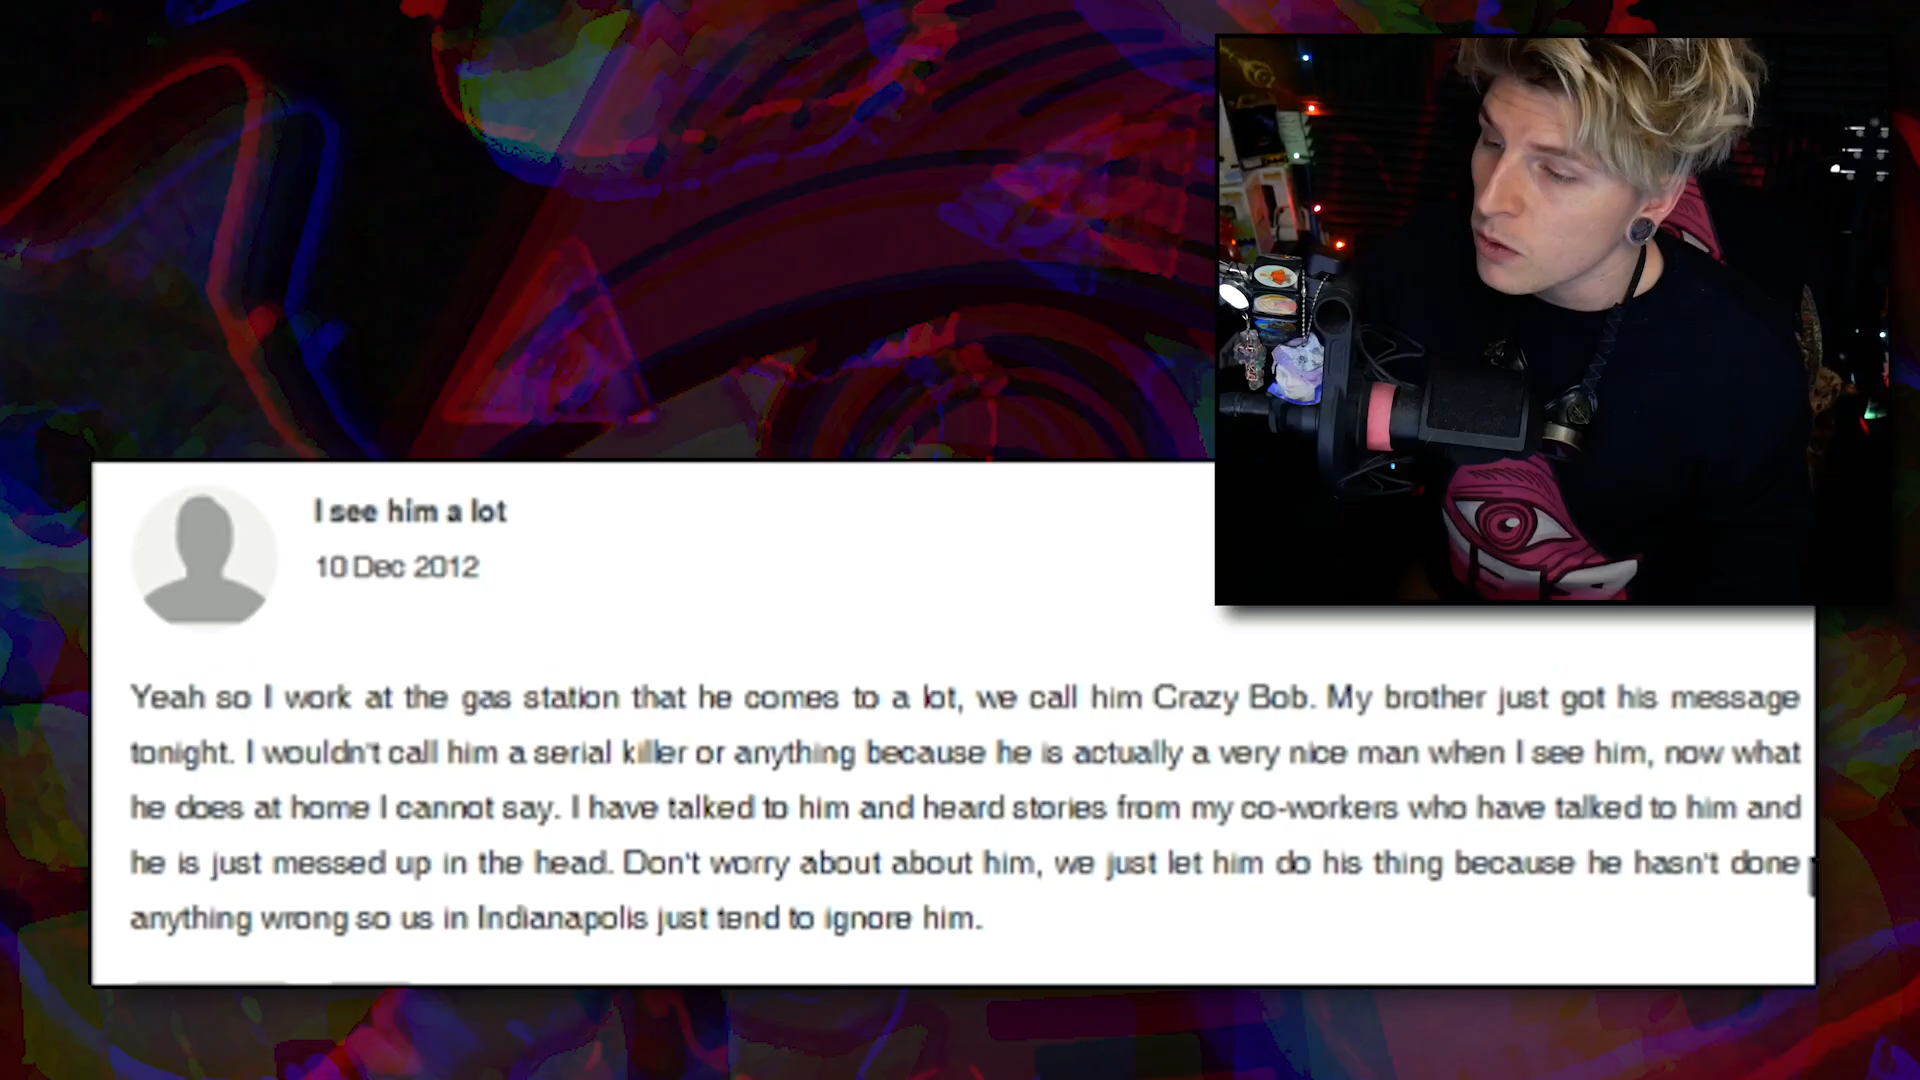 I see him a lot
10 Dec 2012
Yeah so I work at the gas station that he comes to a lot, we call him Crazy Bob. My brother just got his message
tonight. I wouldn't call him a serial killer or anything because he is actually a very nice man when I see him, now what
he does at home I cannot say. I have talked to him and heard stories from my co-workers who have talked to him and
he is just messed up in the head. Don't worry about about him, we just let him do his thing because he hasn't done
anything wrong so us in Indianapolis just tend to ignore him.